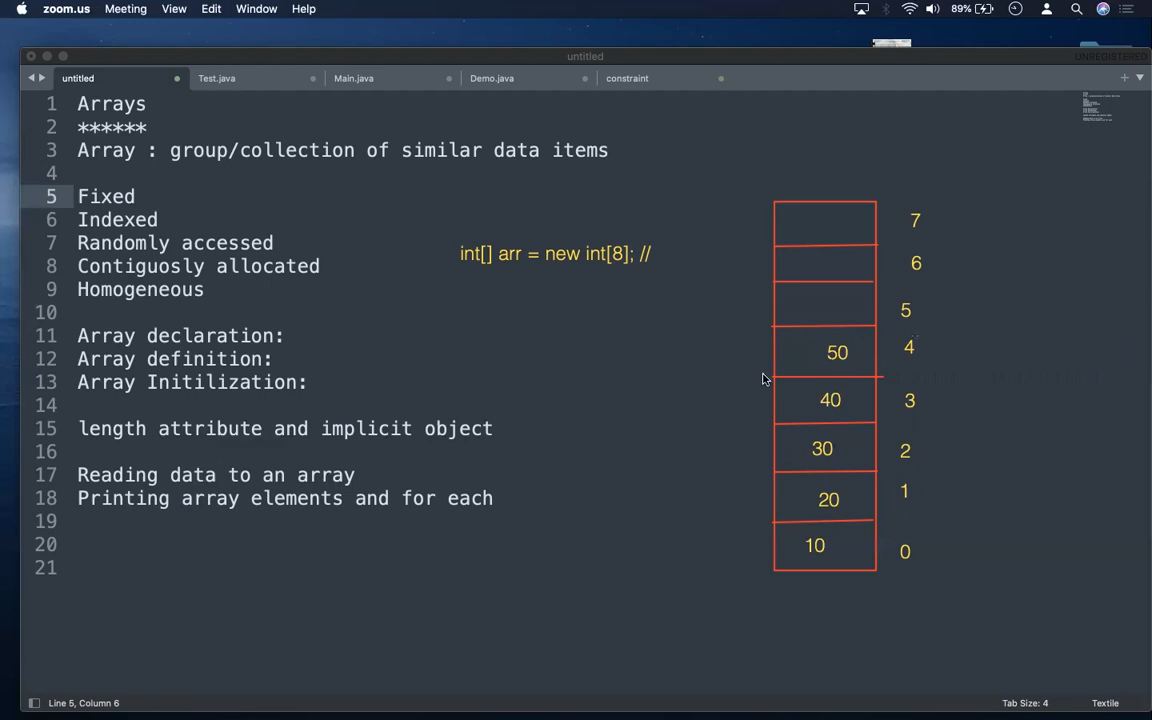 zoom.us Meeting View Edit Window Help 89%
untitled
UNREGISTERED
untitled Test.java Main.java Demo.java constraint
1 Arrays
2 ******
3 Array : group/collection of similar data items
4
5 Fixed
6 Indexed
7 Randomly accessed
8 Contiguosly allocated
9 Homogeneous
10
11 Array declaration:
12 Array definition:
13 Array Initilization:
14
15 length attribute and implicit object
16
17 Reading data to an array
18 Printing array elements and for each
19
20
21
int[] arr = new int[8]; //
7
6
5
50 4
40 3
30 2
20 1
10 0
Line 5, Column 6
Tab Size: 4
Textile